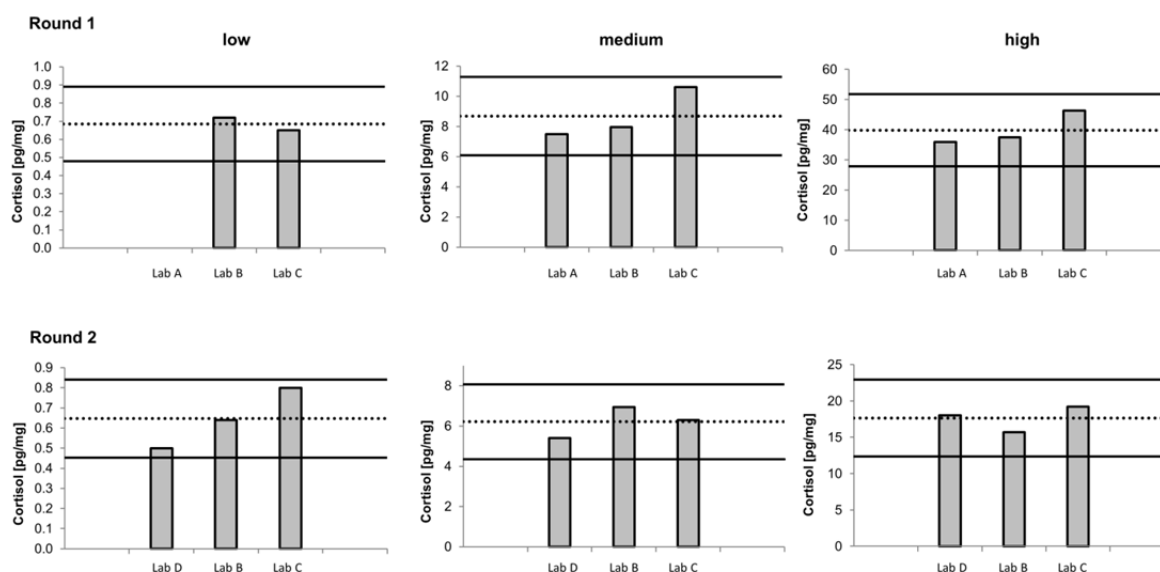 Round 1
low
medium
high
Cortisol [pg/mg]
1.0
0.9
0.8
0.7
0.6
0.5
0.4
0.3
0.2
0.1
0.0
Lab A Lab B Lab C
Cortisol [pg/mg]
12
10
8
6
4
2
0
Lab A Lab B Lab C
Cortisol [pg/mg]
60
50
40
30
20
10
0
Lab A Lab B Lab C
Round 2
Cortisol [pg/mg]
0.9
0.8
0.7
0.6
0.5
0.4
0.3
0.2
0.1
0.0
Lab D Lab B Lab C
Cortisol [pg/mg]
8
6
4
2
0
Lab D Lab B Lab C
Cortisol [pg/mg]
25
20
15
10
5
0
Lab D Lab B Lab C